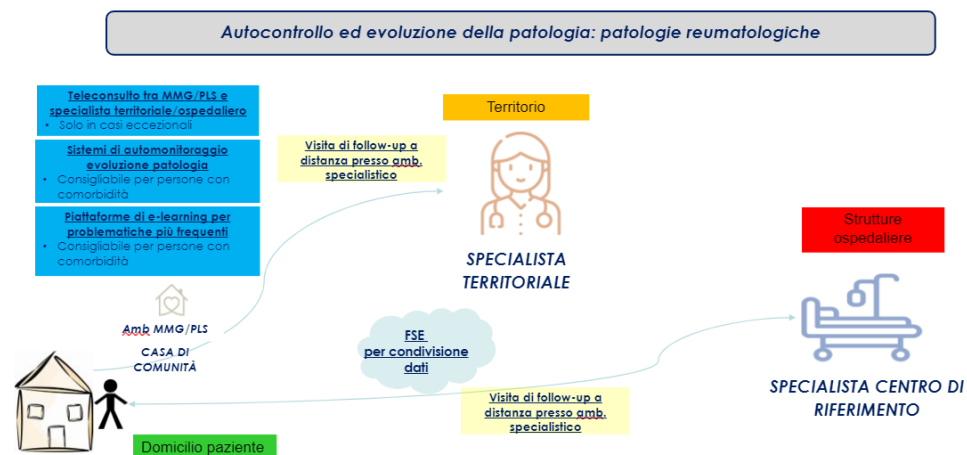 Autocontrollo ed evoluzione della patologia: patologie reumatologiche
Teleconsulto tra MMG/PLS e
specialista territoriale/ospedaliero
• Solo in casi eccezionali
Sistemi di automonitoraggio
evoluzione patologia
• Consigliabile per persone con
comorbidità
Piattaforme di e-learning per
problematiche più frequenti
• Consigliabile per persone con
comorbidità
Amb MMG/PLS
CASA DI
COMUNITÀ
Domicilio paziente
Visita di follow-up a
distanza presso amb.
specialistico
Territorio
SPECIALISTA
TERRITORIALE
FSE
per condivisione
dati
Visita di follow-up a
distanza presso amb.
specialistico
Strutture
ospedaliere
SPECIALISTA CENTRO DI
RIFERIMENTO